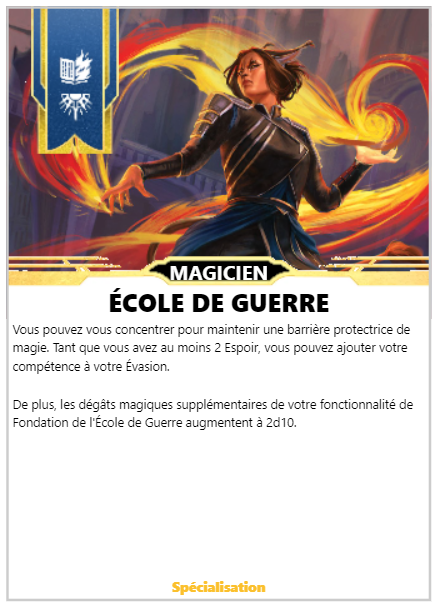 MAGICIEN
ÉCOLE DE GUERRE
Vous pouvez vous concentrer pour maintenir une barrière protectrice de
magie. Tant que vous avez au moins 2 Espoir, vous pouvez ajouter votre
compétence à votre Évasion.
De plus, les dégâts magiques supplémentaires de votre fonctionnalité de
Fondation de l'École de Guerre augmentent à 2d10.
Spécialisation